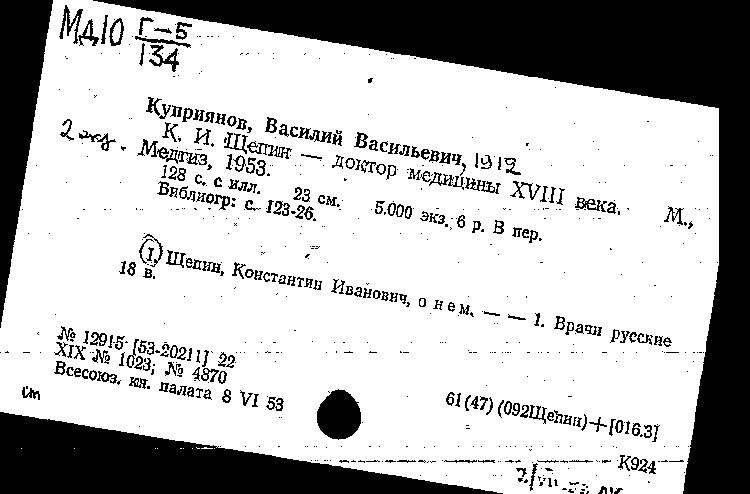 Мд10 Г-Б
134
Куприянов, Василий Васильевич, 1912
2 экз. К. И. Щепин — доктор медицины XVIII века. М.,
Медгиз, 1953.
128 с. с илл. 23 см. 5.000 экз. 6 р. В пер.
Библиогр: с. 123-26.
I, Щепин, Константин Иванович, о нем. — — 1. Врачи русские
18 в.
№ 12915 [53-20211] 22
XIX № 1023; № 4870
Всесоюз. кн. палата 8 VI 53
61(47)(092Щепин)+[016.3]
ст
К924